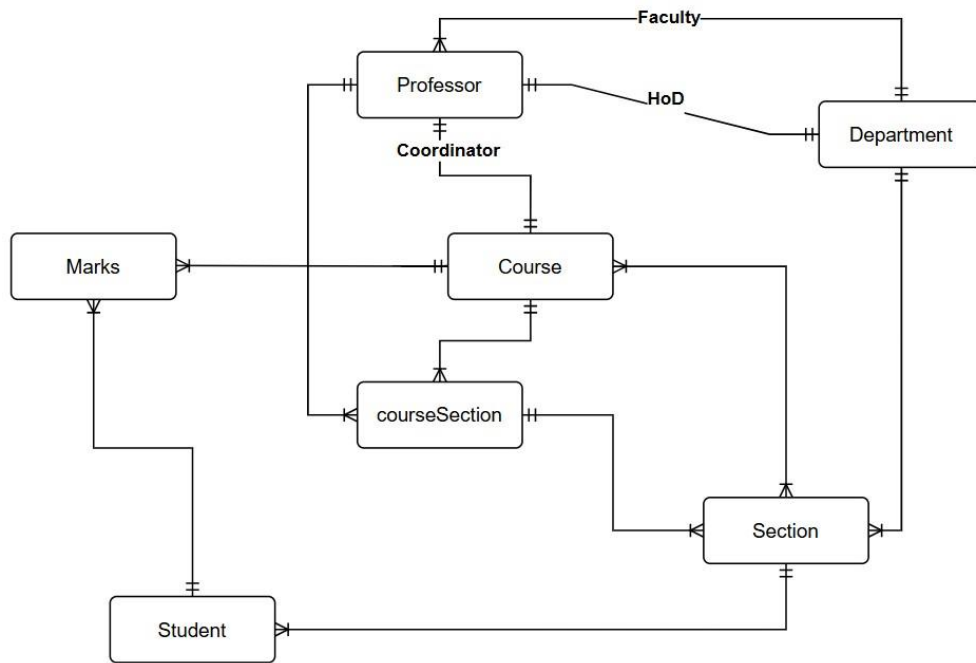 Faculty
Professor
HoD
Department
Coordinator
Marks
Course
courseSection
Section
Student